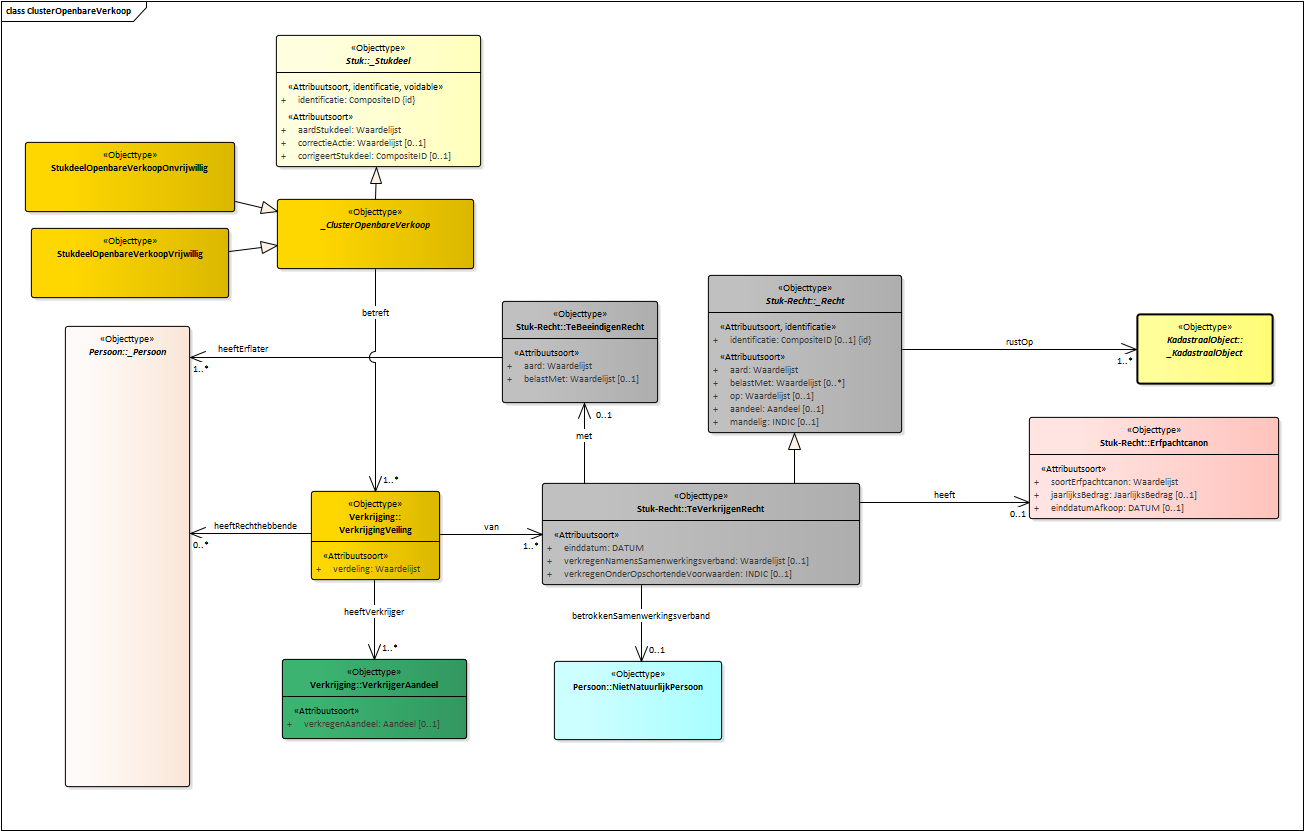 class ClusterOpenbareVerkoop
«Objecttype»
Stuk::_Stukdeel
«Attribuutsoort, identificatie, voidable»
+ identificatie: CompositeID {id}
«Attribuutsoort»
+ aardStukdeel: Waardelijst
+ correctieActie: Waardelijst [0..1]
+ corrigeertStukdeel: CompositeID [0..1]
«Objecttype»
StukdeelOpenbareVerkoopOnvrijwillig
«Objecttype»
_ClusterOpenbareVerkoop
«Objecttype»
StukdeelOpenbareVerkoopVrijwillig
betreft
«Objecttype»
Stuk-Recht::_Recht
«Attribuutsoort, identificatie»
+ identificatie: CompositeID [0..1] {id}
«Attribuutsoort»
+ aard: Waardelijst
+ belastMet: Waardelijst [0..*]
+ op: Waardelijst [0..1]
+ aandeel: Aandeel [0..1]
+ mandelig: INDIC [0..1]
«Objecttype»
Stuk-Recht::TeBeeindigenRecht
«Attribuutsoort»
+ aard: Waardelijst
+ belastMet: Waardelijst [0..1]
rustOp
1..*
«Objecttype»
KadastraalObject::
_KadastraalObject
«Objecttype»
Persoon::_Persoon
heeftErflater
1..*
0..1
met
«Objecttype»
Stuk-Recht::Erfpachtcanon
«Attribuutsoort»
+ soortErfpachtcanon: Waardelijst
+ jaarlijksBedrag: JaarlijksBedrag [0..1]
+ einddatumAfkoop: DATUM [0..1]
1..*
«Objecttype»
Verkrijging::
VerkrijgingVeiling
«Attribuutsoort»
+ verdeling: Waardelijst
heeftRechthebbende
0..*
van
1..*
«Objecttype»
Stuk-Recht::TeVerkrijgenRecht
«Attribuutsoort»
+ einddatum: DATUM
+ verkregenNamensSamenwerkingsverband: Waardelijst [0..1]
+ verkregenOnderOpschortendeVoorwaarden: INDIC [0..1]
heeft
0..1
heeftVerkrijger
1..*
betrokkenSamenwerkingsverband
0..1
«Objecttype»
Verkrijging::VerkrijgerAandeel
«Attribuutsoort»
+ verkregenAandeel: Aandeel [0..1]
«Objecttype»
Persoon::NietNatuurlijkPersoon